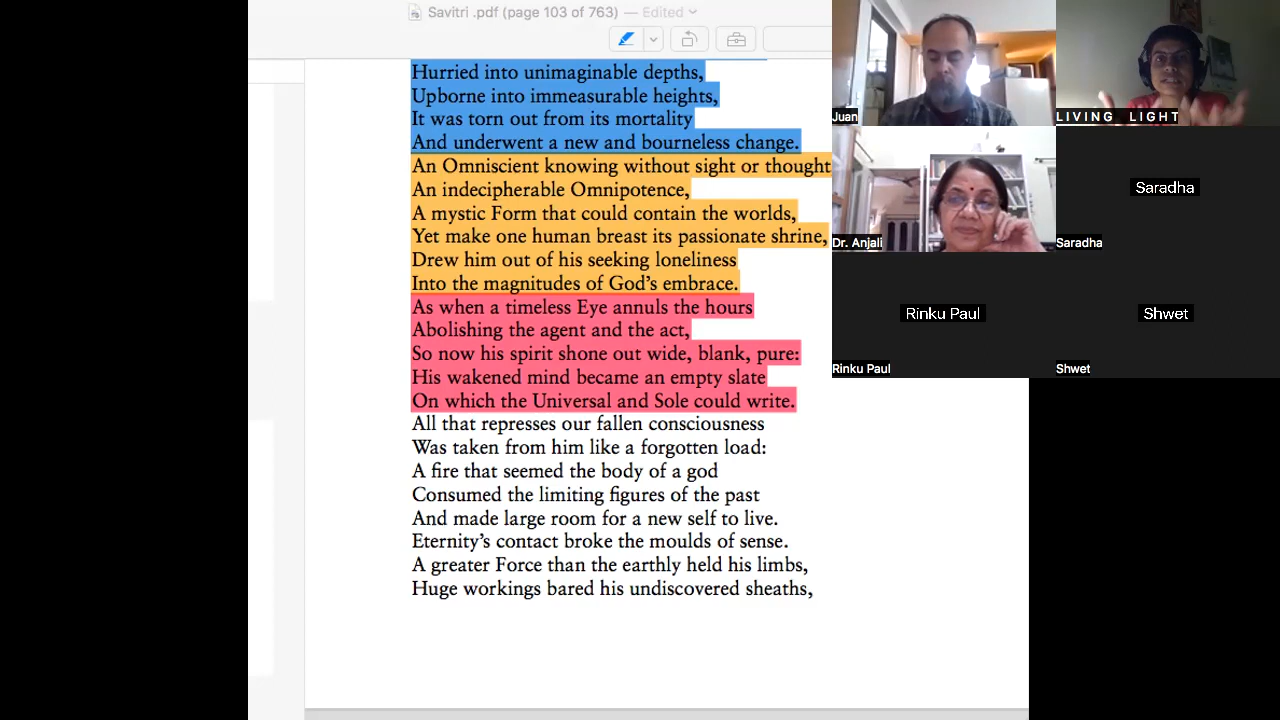 Savitri .pdf (page 103 of 763) — Edited
Hurried into unimaginable depths,
Upborne into immeasurable heights,
It was torn out from its mortality
And underwent a new and bourneless change.
An Omniscient knowing without sight or thought
An indecipherable Omnipotence,
A mystic Form that could contain the worlds,
Yet make one human breast its passionate shrine,
Drew him out of his seeking loneliness
Into the magnitudes of God’s embrace.
As when a timeless Eye annuls the hours
Abolishing the agent and the act,
So now his spirit shone out wide, blank, pure:
His wakened mind became an empty slate
On which the Universal and Sole could write.
All that represses our fallen consciousness
Was taken from him like a forgotten load:
A fire that seemed the body of a god
Consumed the limiting figures of the past
And made large room for a new self to live.
Eternity’s contact broke the moulds of sense.
A greater Force than the earthly held his limbs,
Huge workings bared his undiscovered sheaths,
Juan
LIVING LIGHT
Dr. Anjali
Saradha
Saradha
Rinku Paul
Rinku Paul
Shwet
Shwet